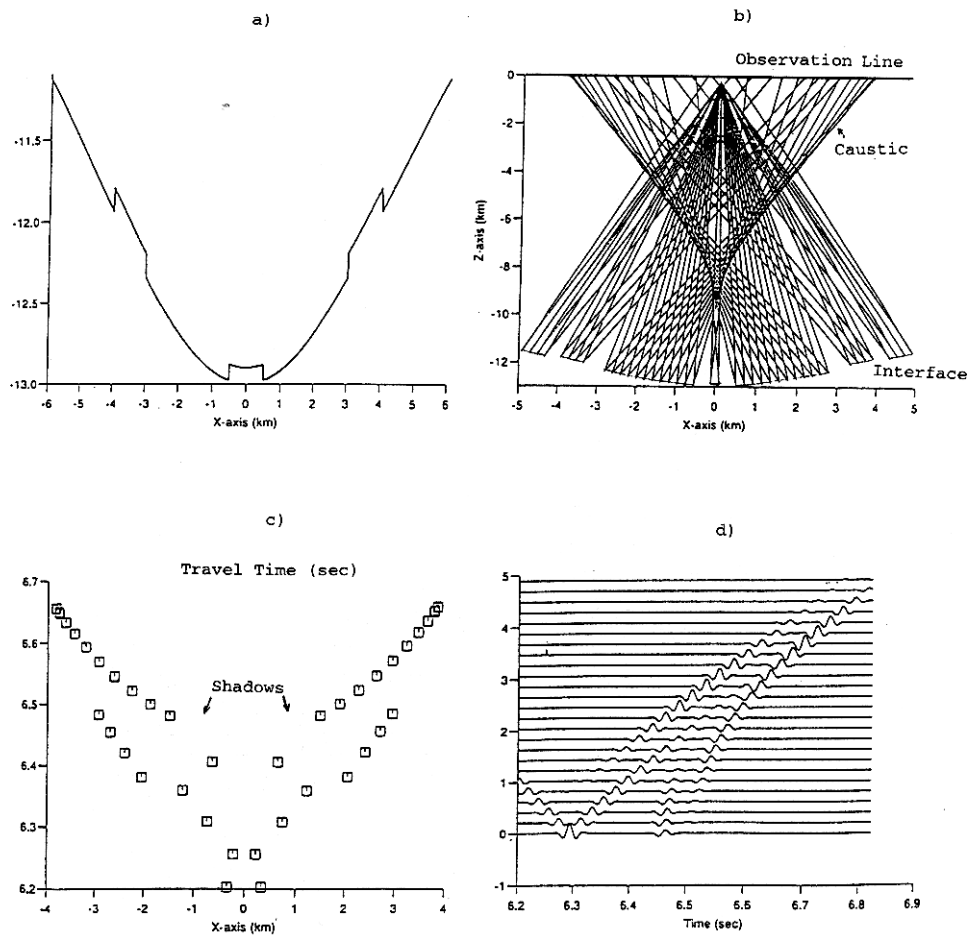 a)
-11.5
-12.0
-12.5
-13.0
-6 -5 -4 -3 -2 -1 0 1 2 3 4 5 6
X-axis (km)
b)
Observation Line
0
-2
-4
-6
-8
-10
-12
Z-axis (km)
Caustic
Interface
-5 -4 -3 -2 -1 0 1 2 3 4 5
X-axis (km)
c)
Travel Time (sec)
6.7
6.6
6.5
6.4
6.3
6.2
Shadows
-4 -3 -2 -1 0 1 2 3 4
X-axis (km)
d)
5
4
3
2
1
0
-1
6.2 6.3 6.4 6.5 6.6 6.7 6.8 6.9
Time (sec)